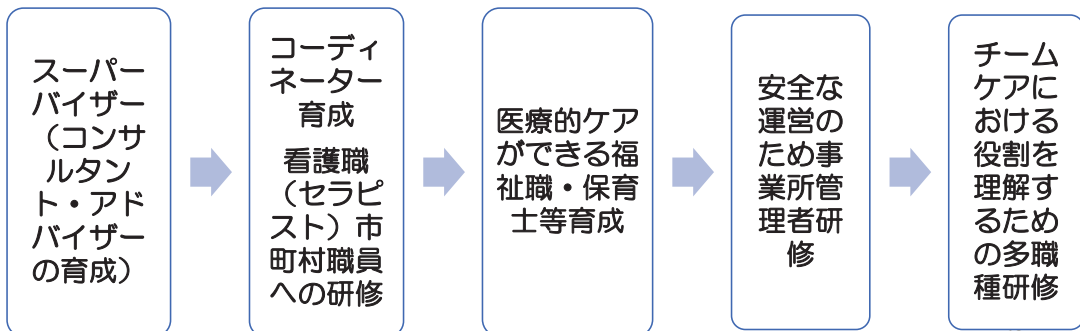 スーパー
バイザー
（コンサ
ルタン
ト・アド
バイザー
の育成）
コーディ
ネーター
育成
看護職
（セラピ
スト）市
町村職員
への研修
医療的ケア
ができる福
祉職・保育
士等育成
安全な
運営の
ため事
業所管
理者研
修
チーム
ケアに
おける
役割を
理解す
るため
の多職
種研修